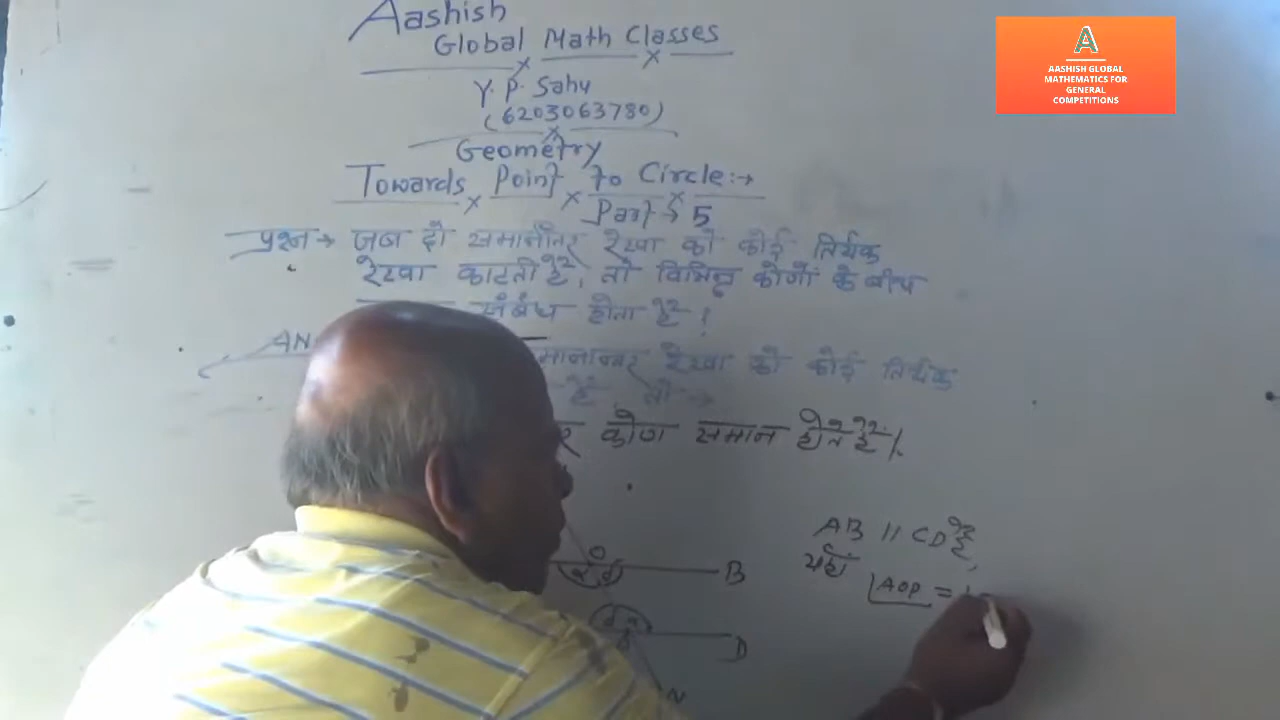 Aashish
Global Math Classes
Y. P. Sahu
(6203063780)
Geometry
Towards Point To Circle:→
Part → 5
प्रश्न → जब दो समानांतर रेखा को कोई तिर्यक
रेखा काटती है, तो विभिन्न कोणों के बीच
संबंध होता है?
AN
मानान्तर रेखा को कोई तिर्यक
है, तो →
र कोण समान होते हैं।
AB || CD है,
यहाँ
∠AOP =
O
B
D
N
A
AASHISH GLOBAL
MATHEMATICS FOR
GENERAL
COMPETITIONS